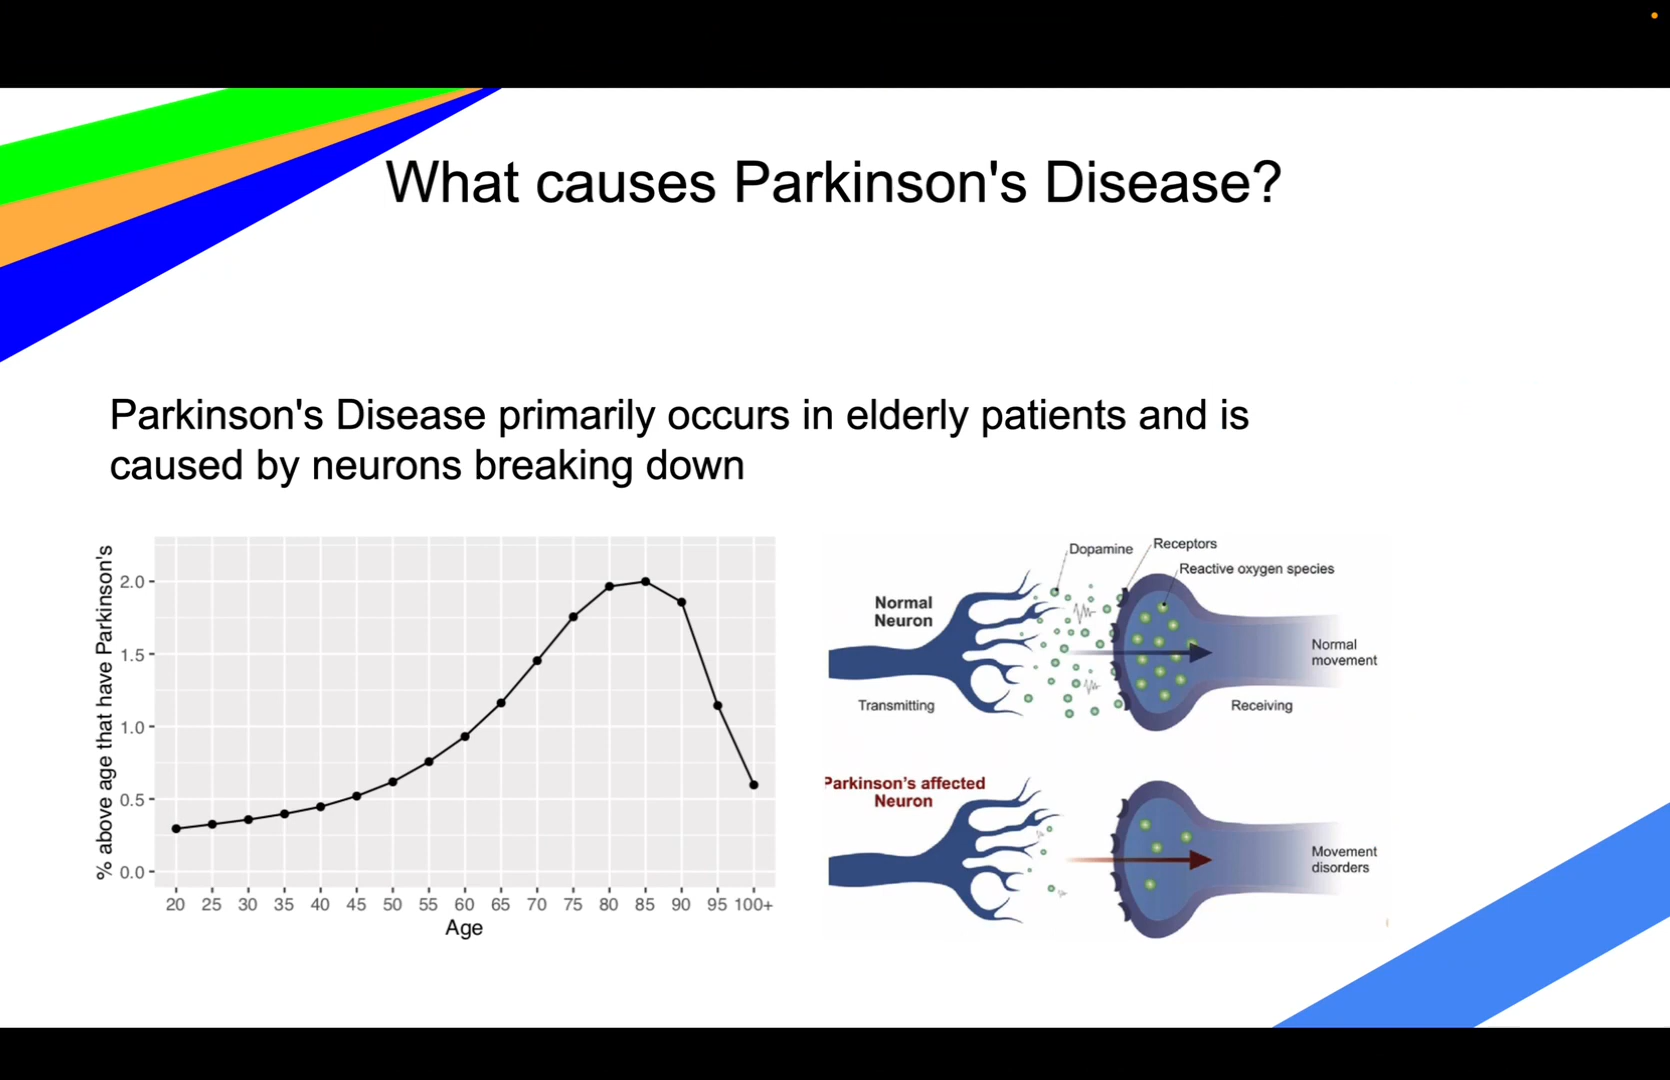 What causes Parkinson's Disease?
Parkinson's Disease primarily occurs in elderly patients and is
caused by neurons breaking down
% above age that have Parkinson's
2.0
1.5
1.0
0.5
0.0
20 25 30 35 40 45 50 55 60 65 70 75 80 85 90 95 100+
Age
Dopamine
Receptors
Reactive oxygen species
Normal
Neuron
Transmitting
Normal
movement
Receiving
Parkinson's affected
Neuron
Movement
disorders